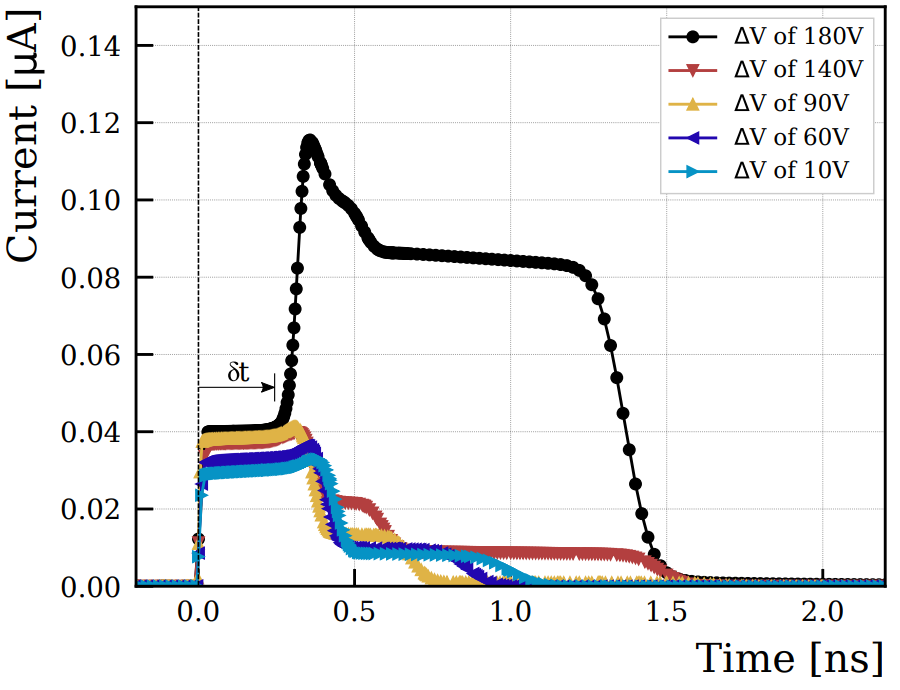 Current [µA]
0.14
0.12
0.10
0.08
0.06
0.04
0.02
0.00
δt
ΔV of 180V
ΔV of 140V
ΔV of 90V
ΔV of 60V
ΔV of 10V
0.0 0.5 1.0 1.5 2.0
Time [ns]